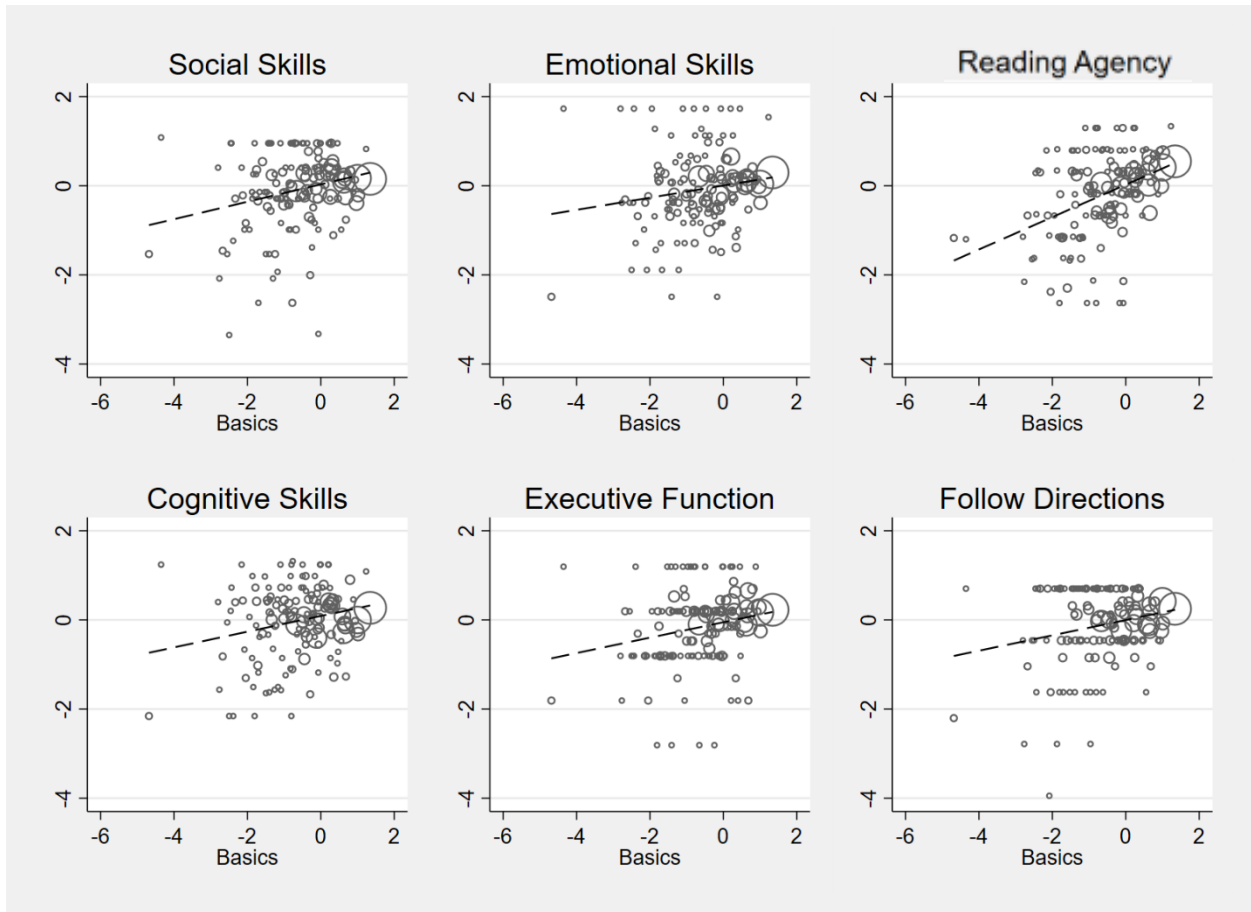 Social Skills
Emotional Skills
Reading Agency
2
0
-2
-4
-6 -4 -2 0 2
Basics
2
0
-2
-4
-6 -4 -2 0 2
Basics
2
0
-2
-4
-6 -4 -2 0 2
Basics
Cognitive Skills
Executive Function
Follow Directions
2
0
-2
-4
-6 -4 -2 0 2
Basics
2
0
-2
-4
-6 -4 -2 0 2
Basics
2
0
-2
-4
-6 -4 -2 0 2
Basics